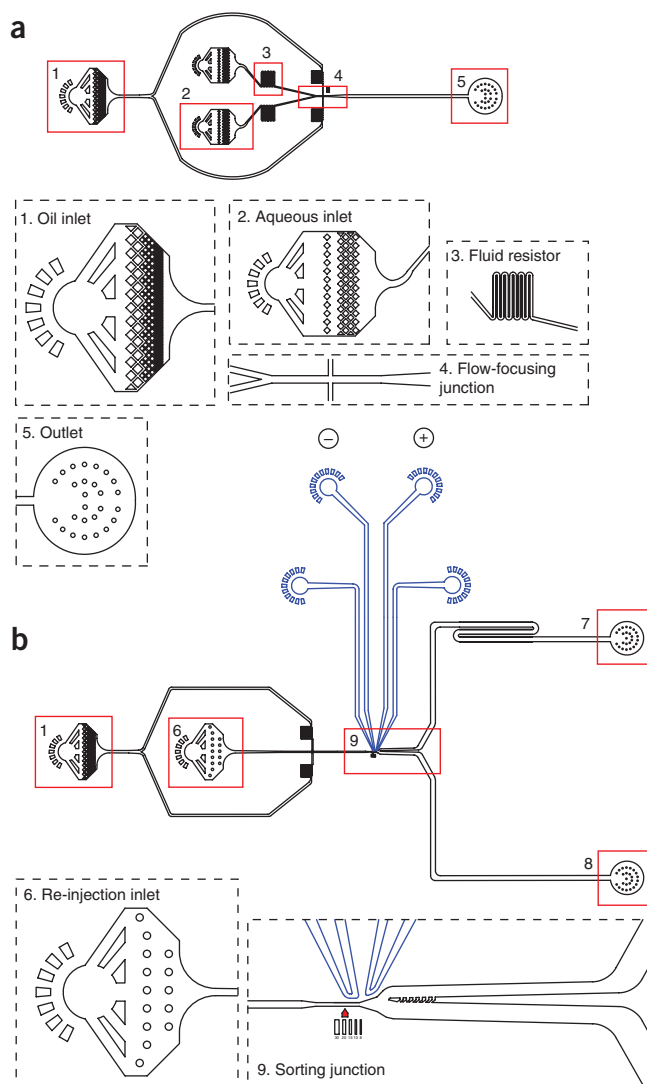 a
1
2
3
4
5
1. Oil inlet
2. Aqueous inlet
3. Fluid resistor
4. Flow-focusing
junction
5. Outlet
−
+
b
1
6
9
7
8
6. Re-injection inlet
9. Sorting junction